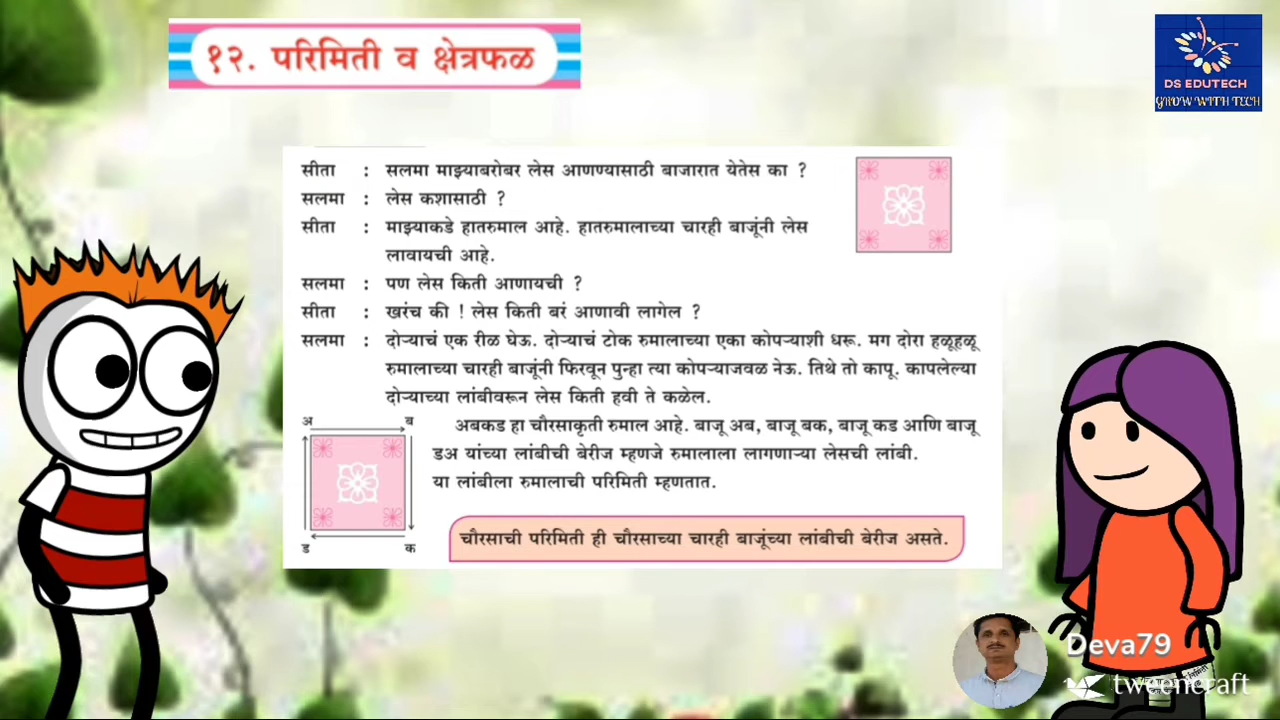 १२. परिमिती व क्षेत्रफळ
DS EDUTECH
GROW WITH TECH
सीता : सलमा माझ्याबरोबर लेस आणण्यासाठी बाजारात येतेस का ?
सलमा : लेस कशासाठी ?
सीता : माझ्याकडे हातरुमाल आहे. हातरुमालाच्या चारही बाजूंनी लेस
लावायची आहे.
सलमा : पण लेस किती आणायची ?
सीता : खरंच की ! लेस किती बरं आणावी लागेल ?
सलमा : दोऱ्याचं एक रीळ घेऊ. दोऱ्याचं टोक रुमालाच्या एका कोपऱ्याशी धरू. मग दोरा हळूहळू
रुमालाच्या चारही बाजूंनी फिरवून पुन्हा त्या कोपऱ्याजवळ नेऊ. तिथे तो कापू. कापलेल्या
दोऱ्याच्या लांबीवरून लेस किती हवी ते कळेल.
अ ब
अबकड हा चौरसाकृती रुमाल आहे. बाजू अब, बाजू बक, बाजू कड आणि बाजू
डअ यांच्या लांबीची बेरीज म्हणजे रुमालाला लागणाऱ्या लेसची लांबी.
या लांबीला रुमालाची परिमिती म्हणतात.
ड क
चौरसाची परिमिती ही चौरसाच्या चारही बाजूंच्या लांबीची बेरीज असते.
Deva79
tweencraft